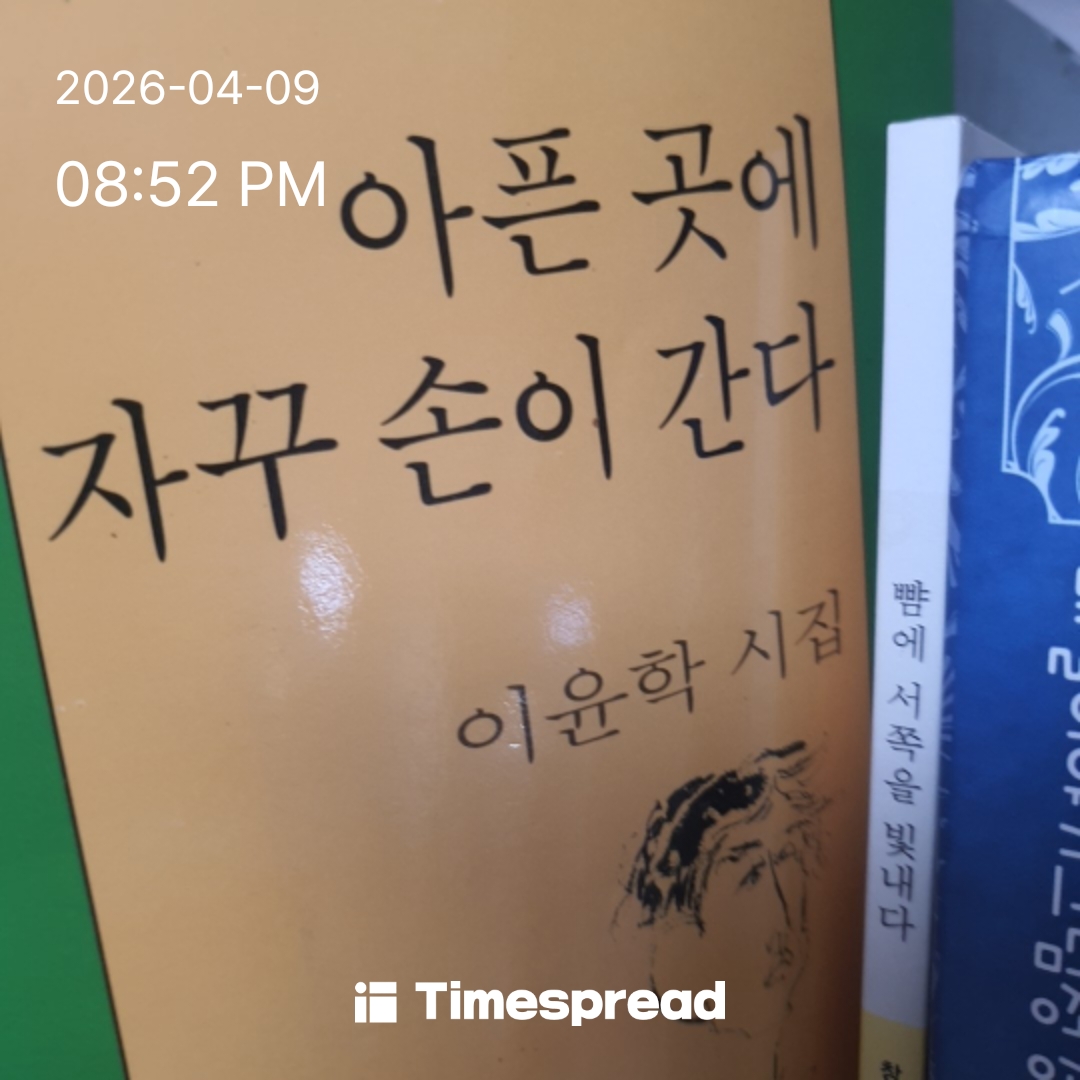 2026-04-09
08:52 PM
아픈 곳에
자꾸 손이 간다
이윤학 시집
뺨에 서쪽을 빛내다
Timespread